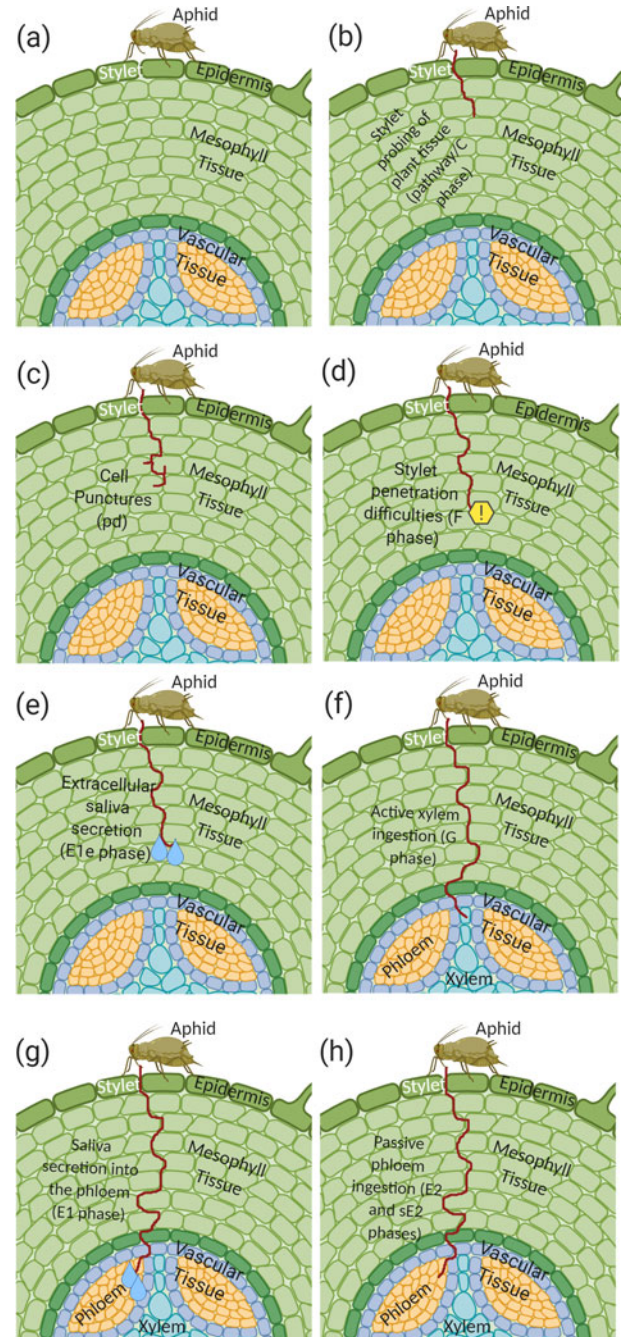 (a)
Aphid
Stylet
Epidermis
Mesophyll
Tissue
Vascular
Tissue
(b)
Aphid
Stylet
Epidermis
Stylet
probing of
plant tissue
(pathway/C
phase)
Mesophyll
Tissue
Vascular
Tissue
(c)
Aphid
Stylet
Epidermis
Cell
Punctures
(pd)
Mesophyll
Tissue
Vascular
Tissue
(d)
Aphid
Stylet
Epidermis
Stylet
penetration
difficulties (F
phase)
!
Mesophyll
Tissue
Vascular
Tissue
(e)
Aphid
Stylet
Epidermis
Extracellular
saliva
secretion
(E1e phase)
Mesophyll
Tissue
Vascular
Tissue
(f)
Aphid
Stylet
Epidermis
Active xylem
ingestion (G
phase)
Mesophyll
Tissue
Vascular
Tissue
Phloem
Xylem
(g)
Aphid
Stylet
Epidermis
Saliva
secretion into
the phloem
(E1 phase)
Mesophyll
Tissue
Vascular
Tissue
Phloem
Xylem
(h)
Aphid
Stylet
Epidermis
Passive
phloem
ingestion (E2
and sE2
phases)
Mesophyll
Tissue
Vascular
Tissue
Phloem
Xylem